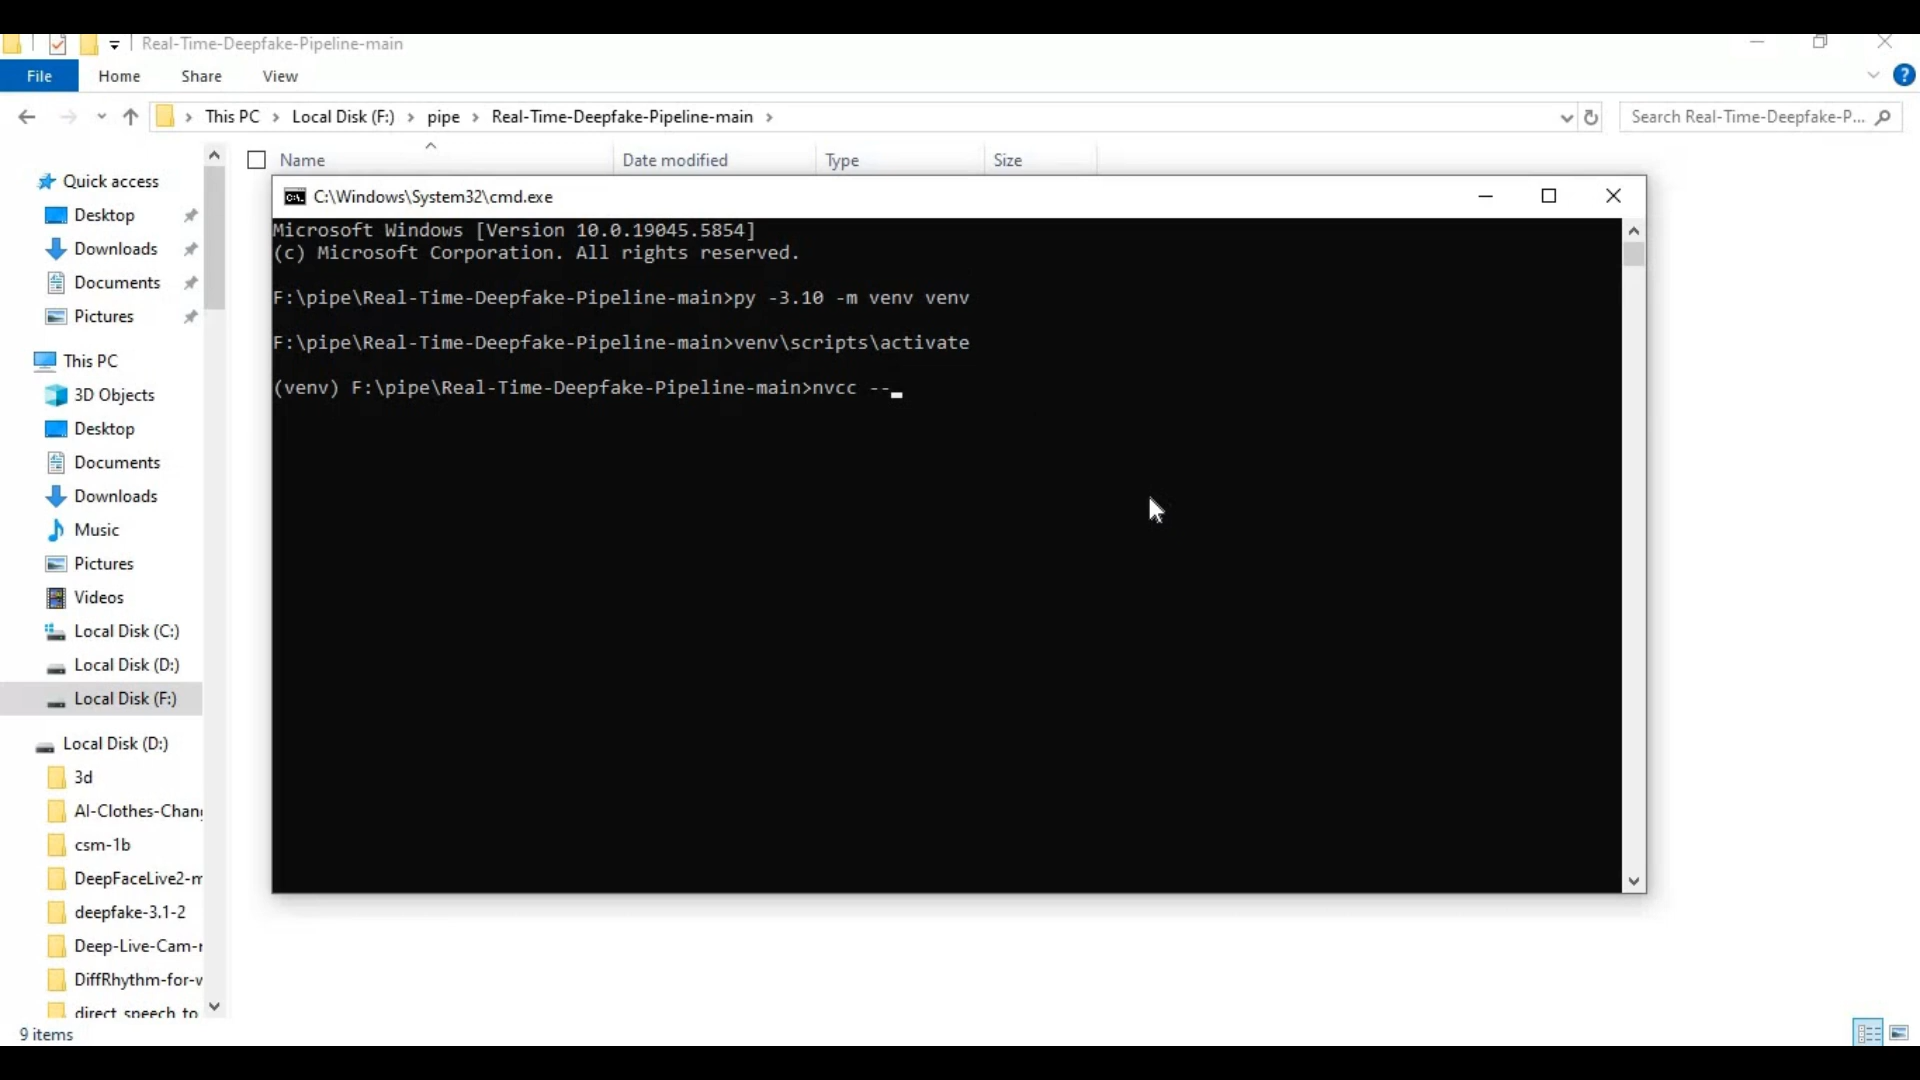 Real-Time-Deepfake-Pipeline-main
File Home Share View
This PC Local Disk (F:) pipe Real-Time-Deepfake-Pipeline-main
Search Real-Time-Deepfake-P...
Name Date modified Type Size
Quick access
Desktop
Downloads
Documents
Pictures
This PC
3D Objects
Desktop
Documents
Downloads
Music
Pictures
Videos
Local Disk (C:)
Local Disk (D:)
Local Disk (F:)
Local Disk (D:)
3d
AI-Clothes-Chang
csm-1b
DeepFaceLive2-m
deepfake-3.1-2
Deep-Live-Cam-r
DiffRhythm-for-w
direct_speech_to
9 items
C:\Windows\System32\cmd.exe
Microsoft Windows [Version 10.0.19045.5854]
(c) Microsoft Corporation. All rights reserved.
F:\pipe\Real-Time-Deepfake-Pipeline-main>py -3.10 -m venv venv
F:\pipe\Real-Time-Deepfake-Pipeline-main>venv\scripts\activate
(venv) F:\pipe\Real-Time-Deepfake-Pipeline-main>nvcc --